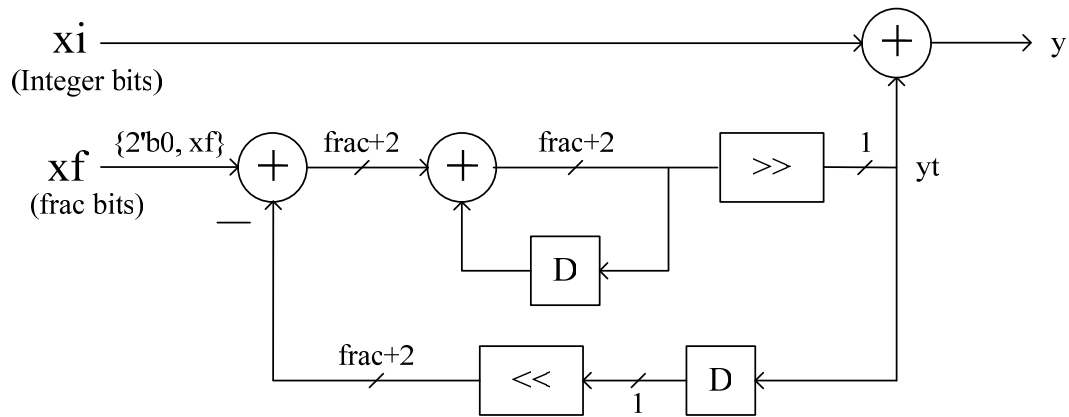 xi
(Integer bits)
+
y
xf
(frac bits)
{2'b0, xf}
+
—
frac+2
+
frac+2
>>
1
yt
D
frac+2
<<
1
D